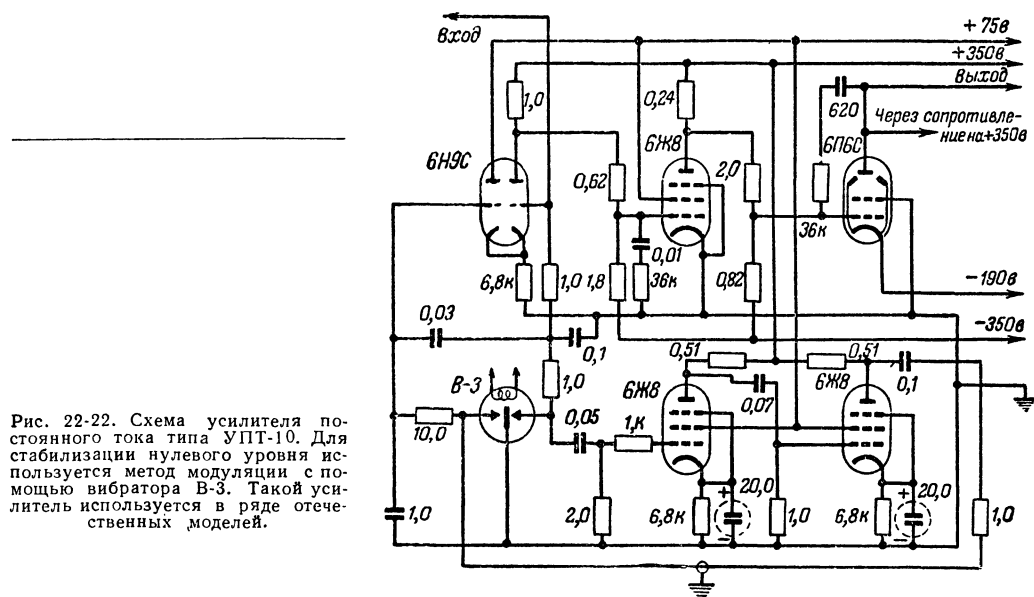 Вход
+75в
+350в
Выход
Через сопротивле-
ние на+350в
1,0
0,24
620
6Н9С
6Ж8
6П6С
0,62
2,0
36к
0,01
6,8к
1,0
1,8
36к
0,82
-190в
-350в
0,03
0,1
0,51
0,51
В-3
1,0
6Ж8
0,07
6Ж8
0,1
10,0
0,05
1,к
1,0
2,0
6,8к
+
20,0
-
1,0
6,8к
+
20,0
-
1,0
Рис. 22-22. Схема усилителя по-
стоянного тока типа УПТ-10. Для
стабилизации нулевого уровня ис-
пользуется метод модуляции с по-
мощью вибратора В-3. Такой уси-
литель используется в ряде отече-
ственных моделей.